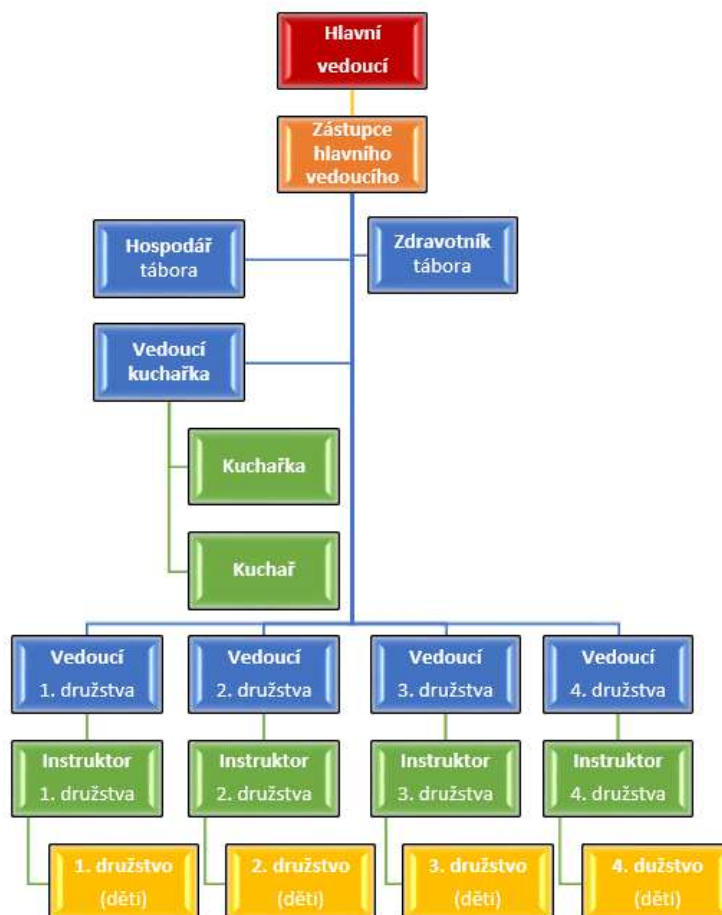 Hlavní
vedoucí
Zástupce
hlavního
vedoucího
Hospodář
tábora
Zdravotník
tábora
Vedoucí
kuchařka
Kuchařka
Kuchař
Vedoucí
1. družstva
Vedoucí
2. družstva
Vedoucí
3. družstva
Vedoucí
4. družstva
Instruktor
1. družstva
Instruktor
2. družstva
Instruktor
3. družstva
Instruktor
4. družstva
1. družstvo
(děti)
2. družstvo
(děti)
3. družstvo
(děti)
4. dužstvo
(děti)